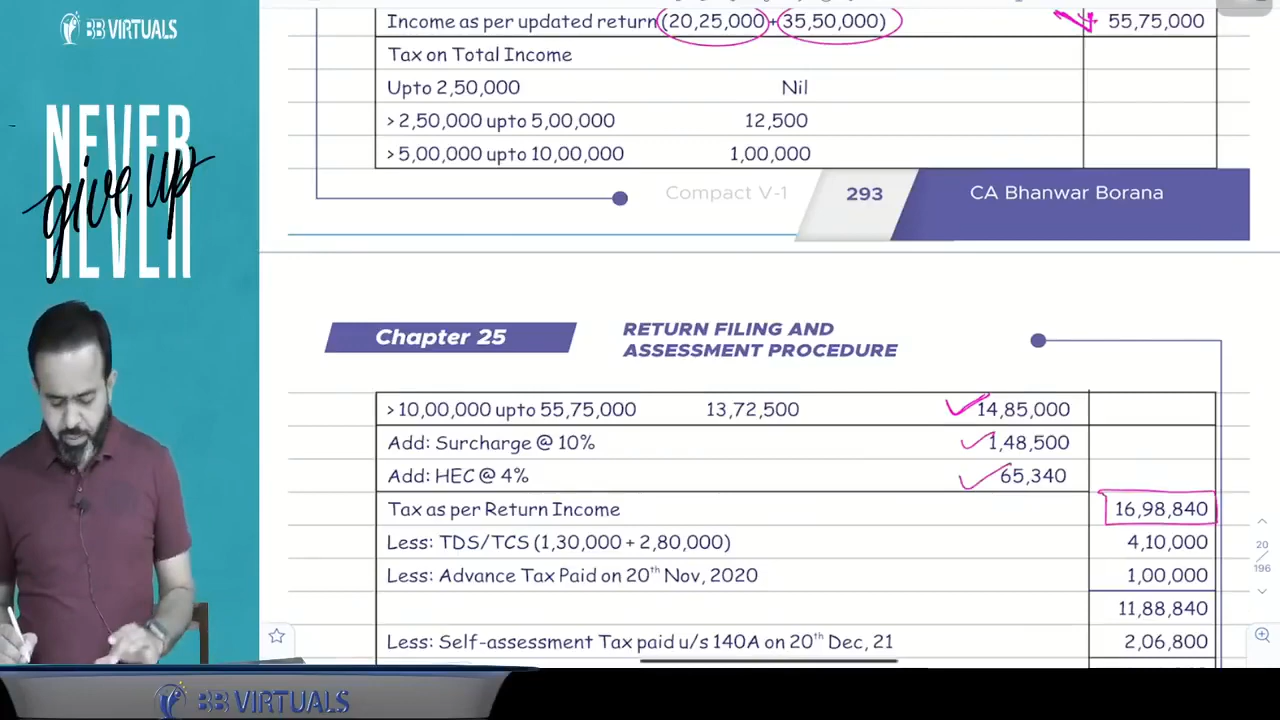 BB VIRTUALS
NEVER
give up
NEVER
Income as per updated return (20,25,000 + 35,50,000) 55,75,000
Tax on Total Income
Upto 2,50,000 Nil
> 2,50,000 upto 5,00,000 12,500
> 5,00,000 upto 10,00,000 1,00,000
Compact V-1 293 CA Bhanwar Borana
Chapter 25
RETURN FILING AND
ASSESSMENT PROCEDURE
> 10,00,000 upto 55,75,000 13,72,500 14,85,000
Add: Surcharge @ 10% 1,48,500
Add: HEC @ 4% 65,340
Tax as per Return Income 16,98,840
Less: TDS/TCS (1,30,000 + 2,80,000) 4,10,000
Less: Advance Tax Paid on 20th Nov, 2020 1,00,000
11,88,840
Less: Self-assessment Tax paid u/s 140A on 20th Dec, 21 2,06,800
20
196
BB VIRTUALS